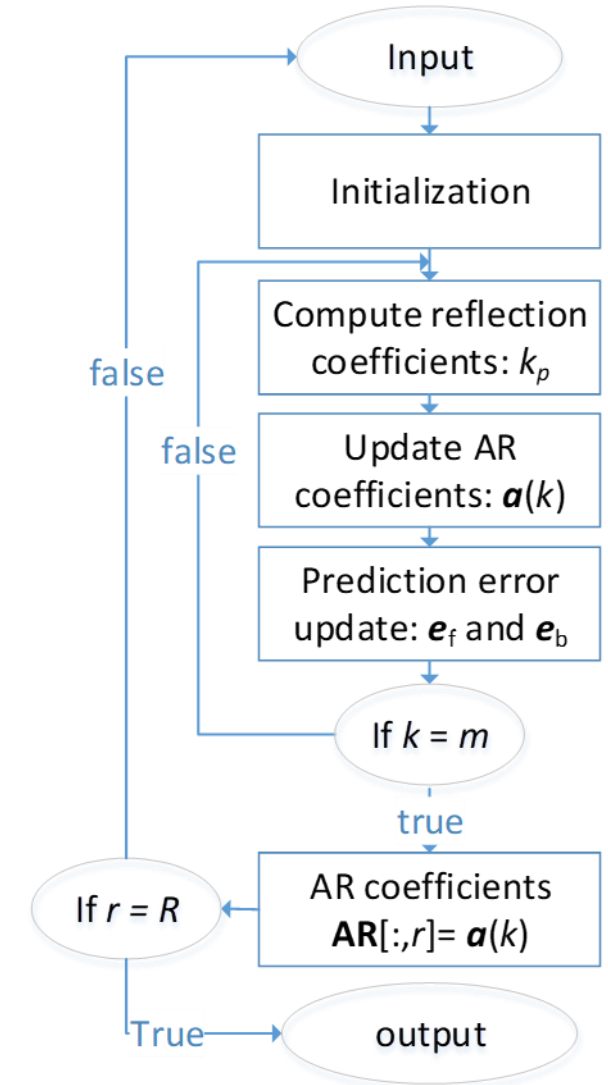 Input
Initialization
Compute reflection
coefficients: kp
false
Update AR
coefficients: a(k)
false
Prediction error
update: ef and eb
If k = m
true
AR coefficients
AR[:,r]= a(k)
If r = R
True
output